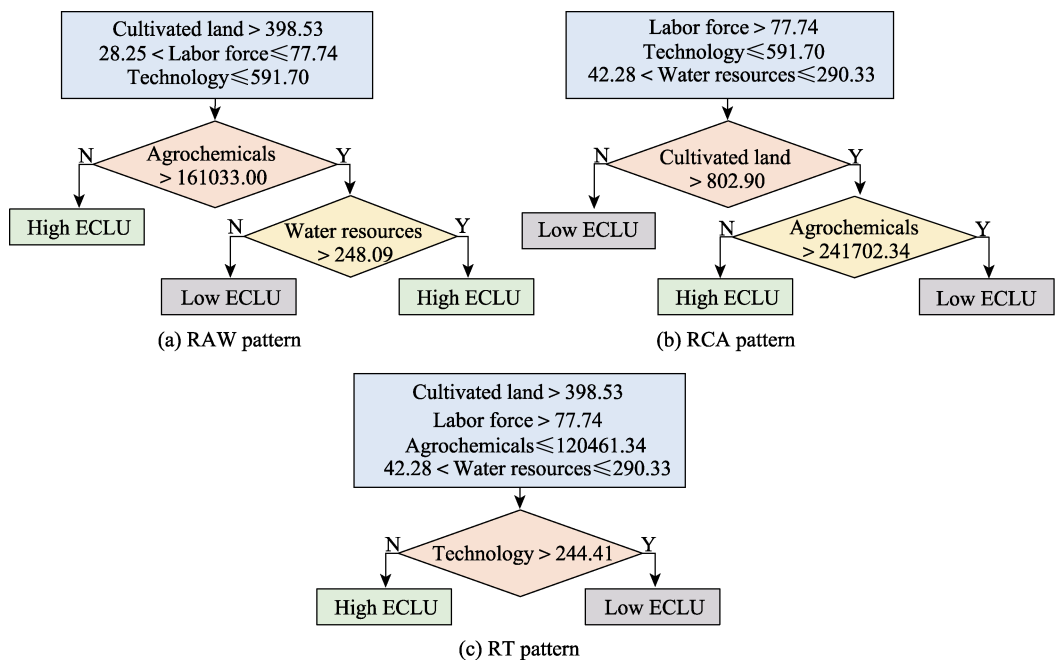 Cultivated land > 398.53
28.25 < Labor force⩽77.74
Technology⩽591.70
Agrochemicals
> 161033.00
N
Y
High ECLU
Water resources
> 248.09
N
Y
Low ECLU
High ECLU
(a) RAW pattern
Labor force > 77.74
Technology⩽591.70
42.28 < Water resources⩽290.33
Cultivated land
> 802.90
N
Y
Low ECLU
Agrochemicals
> 241702.34
N
Y
High ECLU
Low ECLU
(b) RCA pattern
Cultivated land > 398.53
Labor force > 77.74
Agrochemicals⩽120461.34
42.28 < Water resources⩽290.33
Technology > 244.41
N
Y
High ECLU
Low ECLU
(c) RT pattern